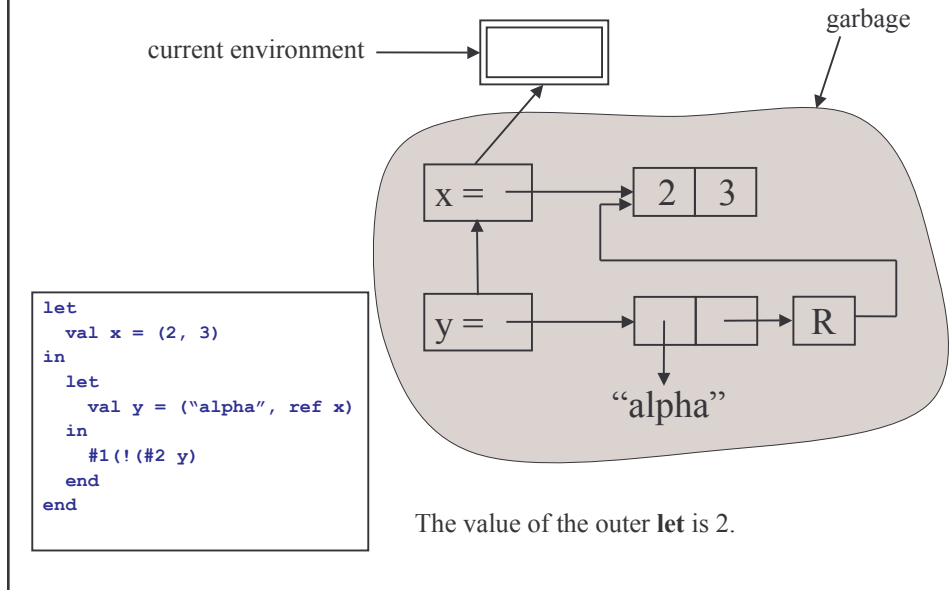 garbage
current environment
x =
2 3
y =
R
“alpha”
let
val x = (2, 3)
in
let
val y = (“alpha”, ref x)
in
#1(!(#2 y)
end
end
The value of the outer let is 2.